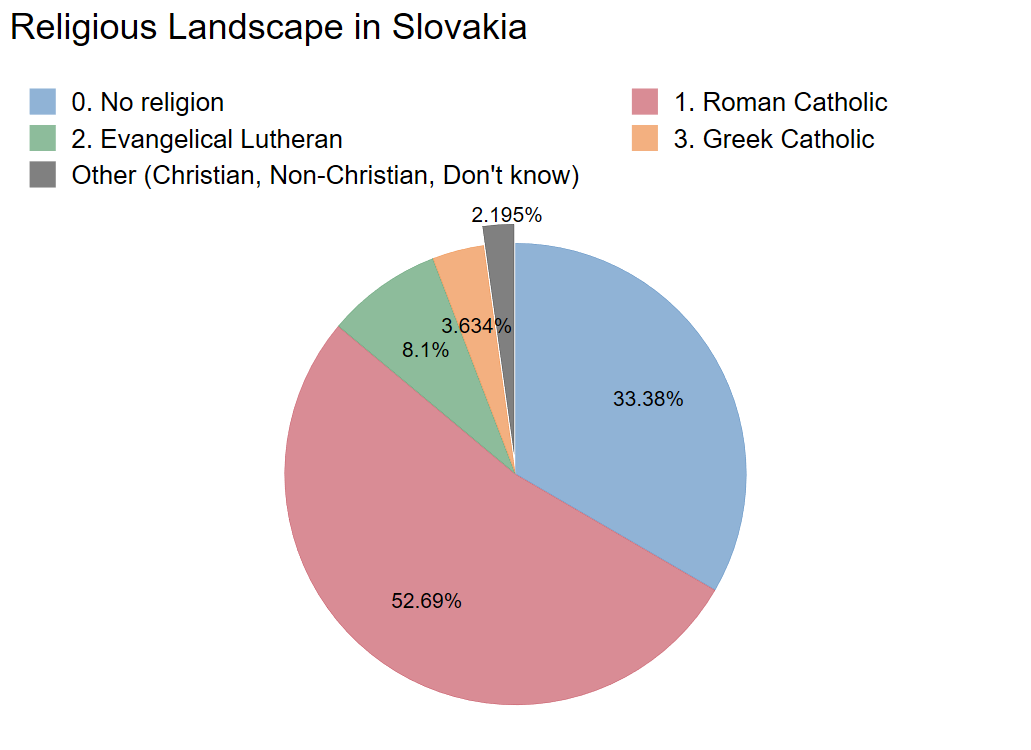 Religious Landscape in Slovakia
0. No religion
1. Roman Catholic
2. Evangelical Lutheran
3. Greek Catholic
Other (Christian, Non-Christian, Don't know)
2.195%
3.634%
8.1%
33.38%
52.69%